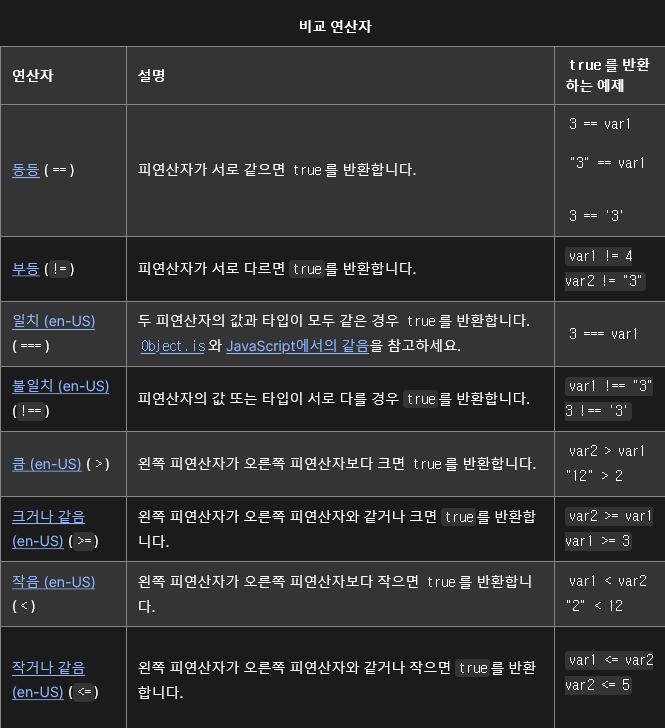 비교 연산자
연산자
설명
true를 반환
하는 예제
동등 (==)
피연산자가 서로 같으면 true를 반환합니다.
3 == var1
"3" == var1
3 == '3'
부등 (!=)
피연산자가 서로 다르면 true를 반환합니다.
var1 != 4
var2 != "3"
일치 (en-US)
(===)
두 피연산자의 값과 타입이 모두 같은 경우 true를 반환합니다.
Object.is와 JavaScript에서의 같음을 참고하세요.
3 === var1
불일치 (en-US)
(!==)
피연산자의 값 또는 타입이 서로 다를 경우 true를 반환합니다.
var1 !== "3"
3 !== '3'
큼 (en-US) (>)
왼쪽 피연산자가 오른쪽 피연산자보다 크면 true를 반환합니다.
var2 > var1
"12" > 2
크거나 같음
(en-US) (>=)
왼쪽 피연산자가 오른쪽 피연산자와 같거나 크면 true를 반환합
니다.
var2 >= var1
var1 >= 3
작음 (en-US)
(<)
왼쪽 피연산자가 오른쪽 피연산자보다 작으면 true를 반환합니
다.
var1 < var2
"2" < 12
작거나 같음
(en-US) (<=)
왼쪽 피연산자가 오른쪽 피연산자와 같거나 작으면 true를 반환
합니다.
var1 <= var2
var2 <= 5